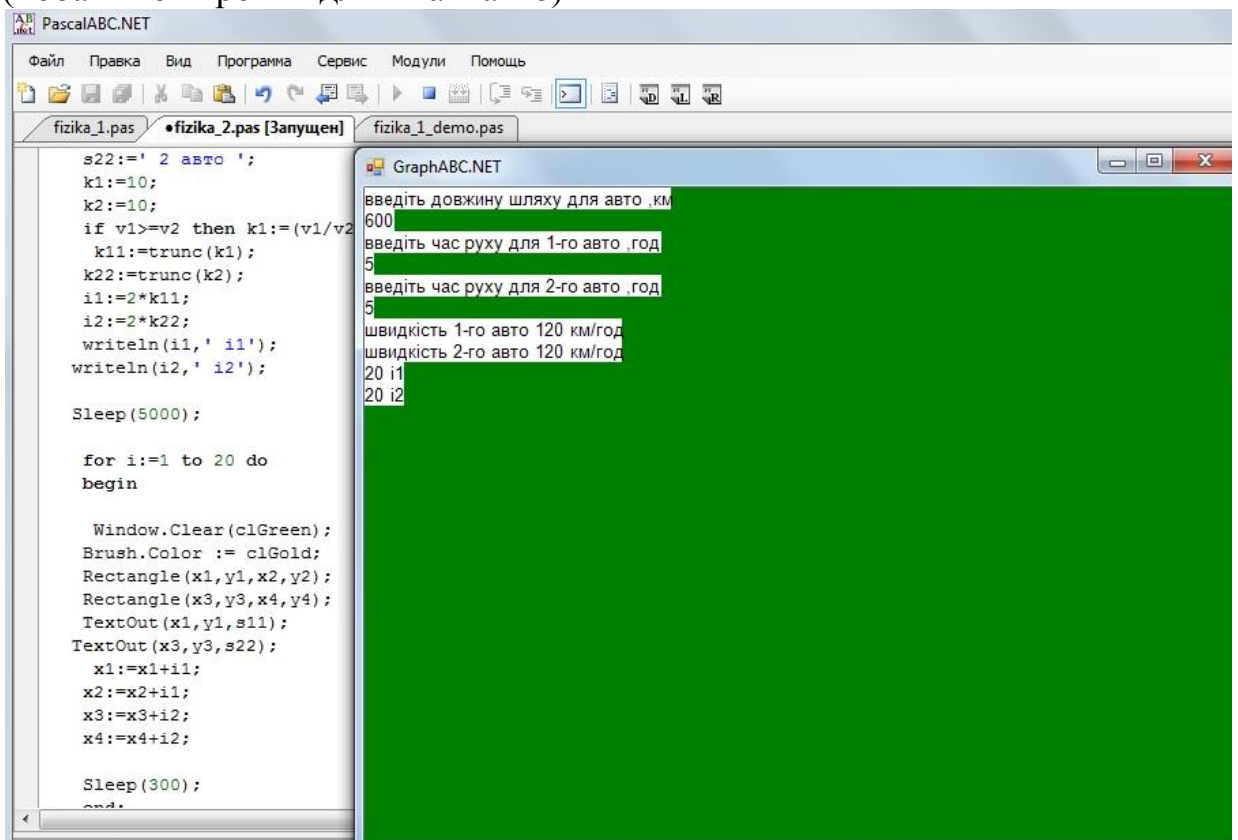 PascalABC.NET
Файл Правка Вид Программа Сервис Модули Помощь
fizika_1.pas •fizika_2.pas [Запущен] fizika_1_demo.pas
s22:=' 2 авто ';
k1:=10;
k2:=10;
if v1>=v2 then k1:=(v1/v2
k11:=trunc(k1);
k22:=trunc(k2);
i1:=2*k11;
i2:=2*k22;
writeln(i1,' i1');
writeln(i2,' i2');
Sleep(5000);
for i:=1 to 20 do
begin
Window.Clear(clGreen);
Brush.Color := clGold;
Rectangle(x1,y1,x2,y2);
Rectangle(x3,y3,x4,y4);
TextOut(x1,y1,s11);
TextOut(x3,y3,s22);
x1:=x1+i1;
x2:=x2+i1;
x3:=x3+i2;
x4:=x4+i2;
Sleep(300);
GraphABC.NET
введіть довжину шляху для авто ,км
600
введіть час руху для 1-го авто ,год
5
введіть час руху для 2-го авто ,год
5
швидкість 1-го авто 120 км/год
швидкість 2-го авто 120 км/год
20 i1
20 i2